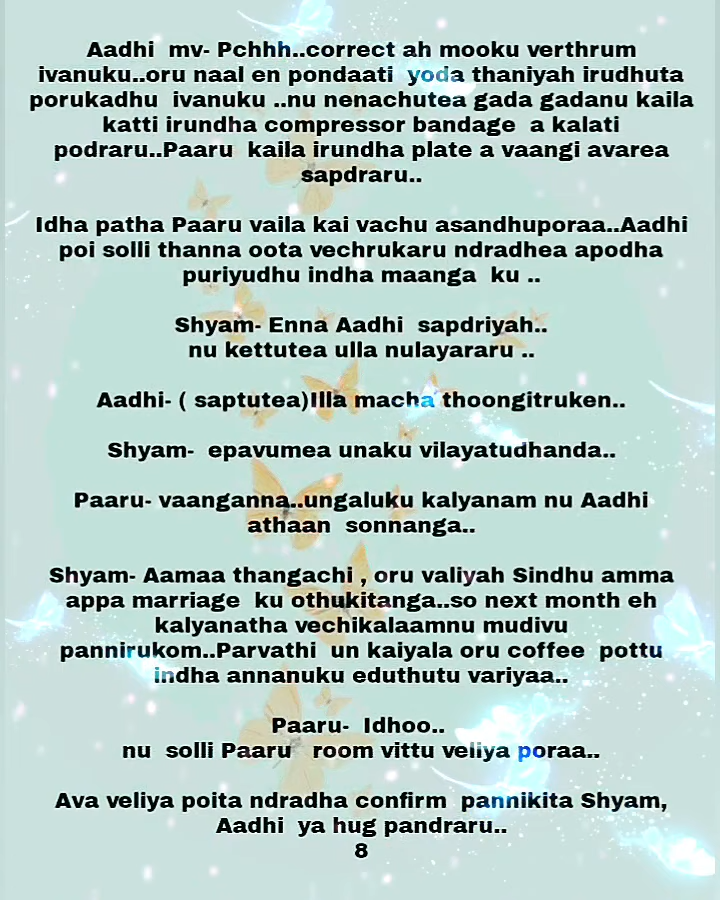 Aadhi mv- Pchhh..correct ah mooku verthrum
ivanuku..oru naal en pondaati yoda thaniyah irudhuta
porukadhu ivanuku ..nu nenachutea gada gadanu kaila
katti irundha compressor bandage a kalati
podraru..Paaru kaila irundha plate a vaangi avarea
sapdraru..
Idha patha Paaru vaila kai vachu asandhuporaa..Aadhi
poi solli thanna oota vechrukaru ndradhea apodha
puriyudhu indha maanga ku ..
Shyam- Enna Aadhi sapdriyah..
nu kettutea ulla nulayararu ..
Aadhi- ( saptutea)Illa macha thoongitruken..
Shyam- epavumea unaku vilayatudhanda..
Paaru- vaanganna..ungaluku kalyanam nu Aadhi
athaan sonnanga..
Shyam- Aamaa thangachi , oru valiyah Sindhu amma
appa marriage ku othukitanga..so next month eh
kalyanatha vechikalaamnu mudivu
pannirukom..Parvathi un kaiyala oru coffee pottu
indha annanuku eduthutu variyaa..
Paaru- Idhoo..
nu solli Paaru room vittu veliya poraa..
Ava veliya poita ndradha confirm pannikita Shyam,
Aadhi ya hug pandraru..
8